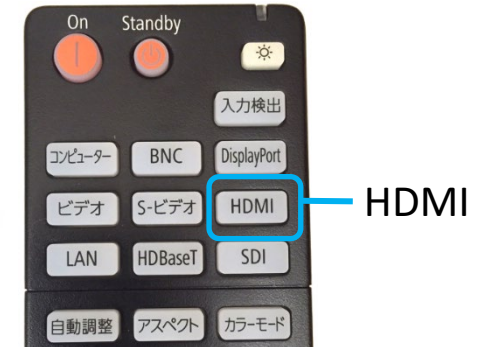 On Standby
入力検出
コンピューター BNC DisplayPort
ビデオ S-ビデオ HDMI
HDMI
LAN HDBaseT SDI
自動調整 アスペクト カラーモード